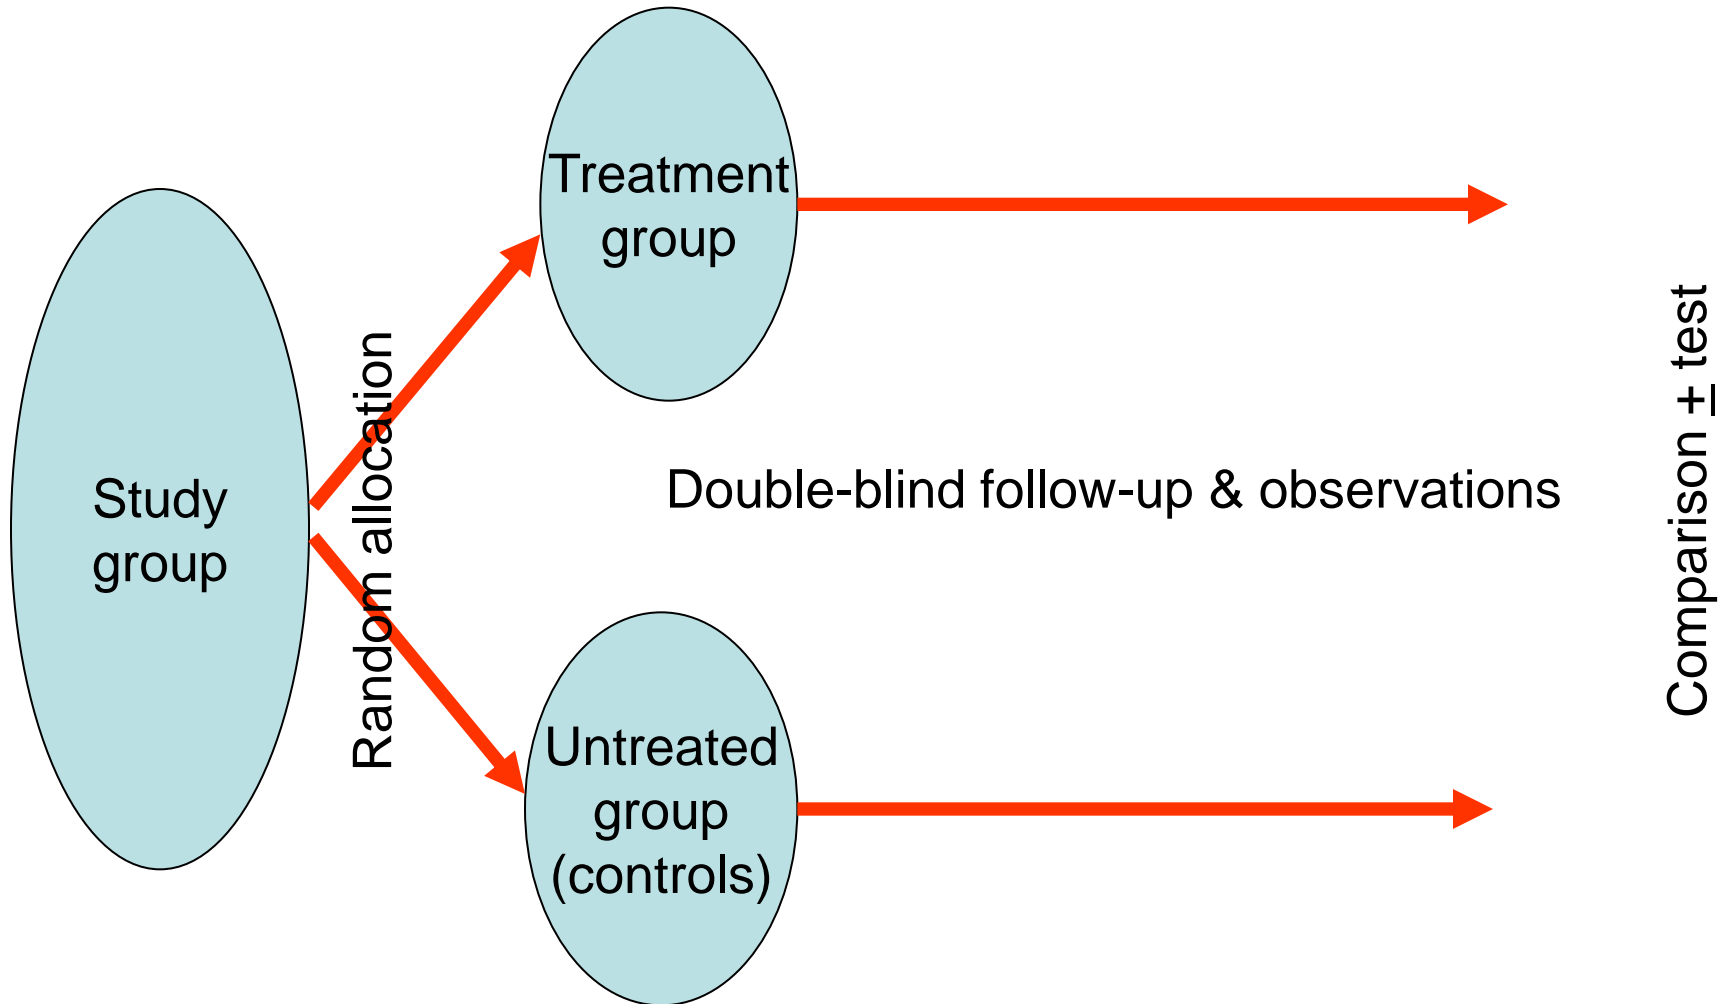 Study
group
Random allocation
Treatment
group
Double-blind follow-up & observations
Untreated
group
(controls)
Comparison ± test